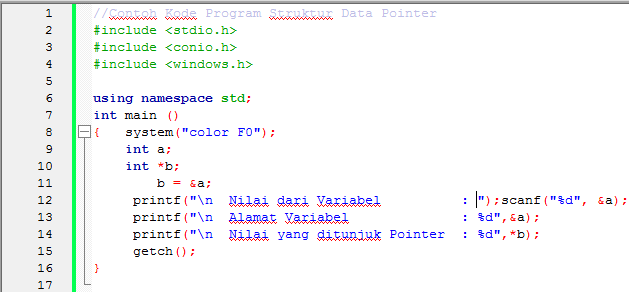 1 //Contoh Kode Program Struktur Data Pointer
2 #include <stdio.h>
3 #include <conio.h>
4 #include <windows.h>
5
6 using namespace std;
7 int main ()
8 {   system("color F0");
9     int a;
10     int *b;
11         b = &a;
12      printf("\n  Nilai dari Variabel          : ");scanf("%d", &a);
13      printf("\n  Alamat Variabel              : %d",&a);
14      printf("\n  Nilai yang ditunjuk Pointer  : %d",*b);
15      getch();
16 }
17